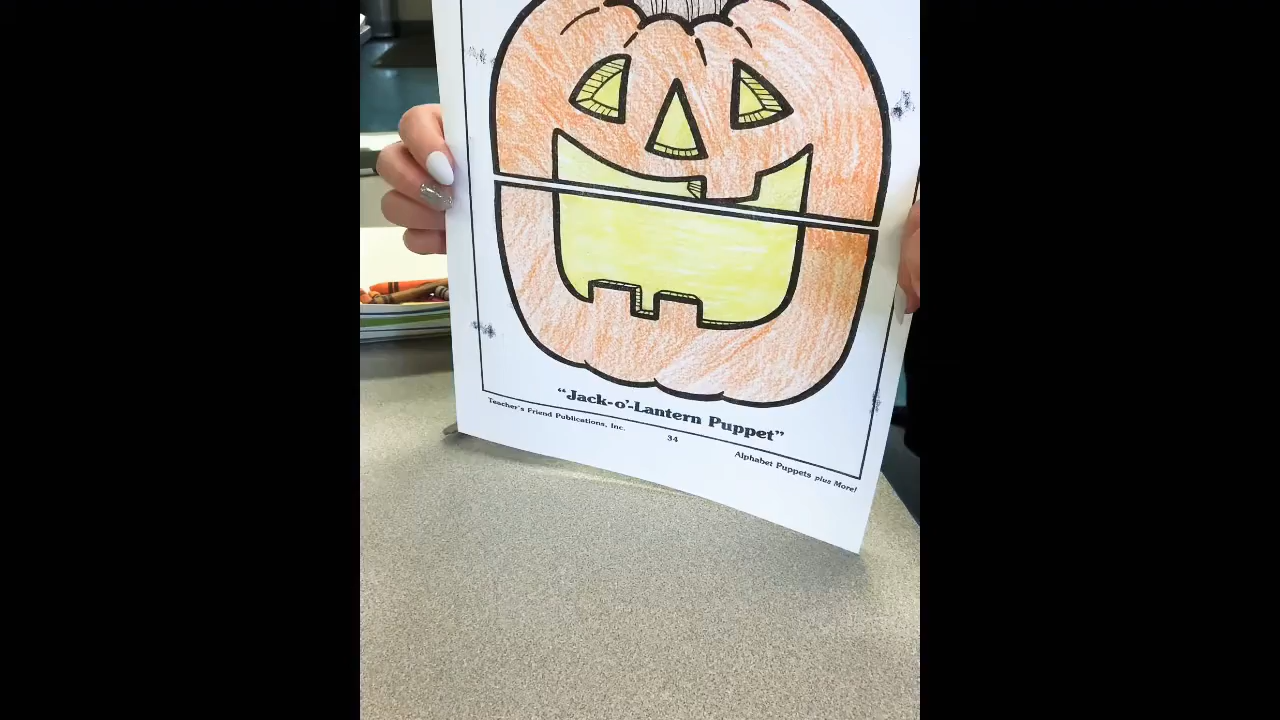 “Jack-o’-Lantern Puppet”
Teacher's Friend Publications, Inc.
34
Alphabet Puppets plus More!